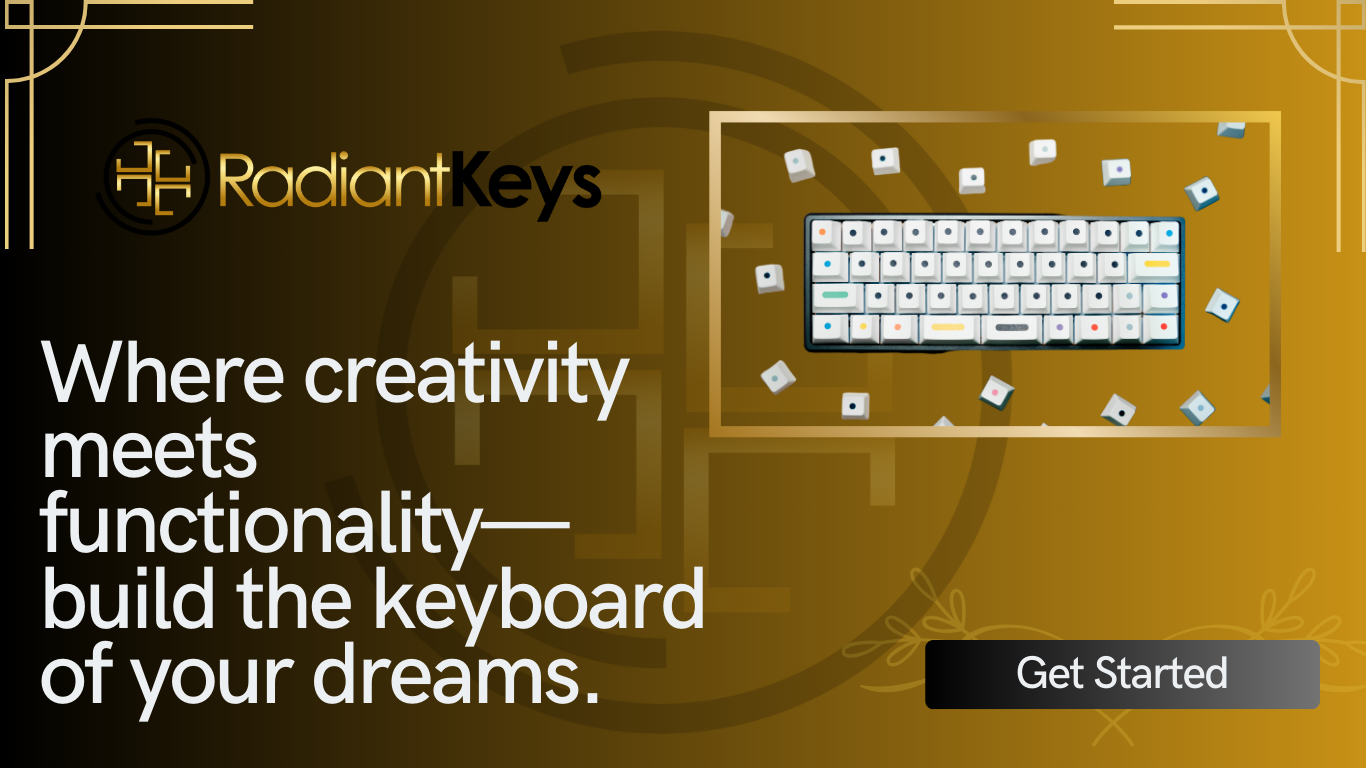 RadiantKeys
Where creativity
meets
functionality—
build the keyboard
of your dreams.
Get Started